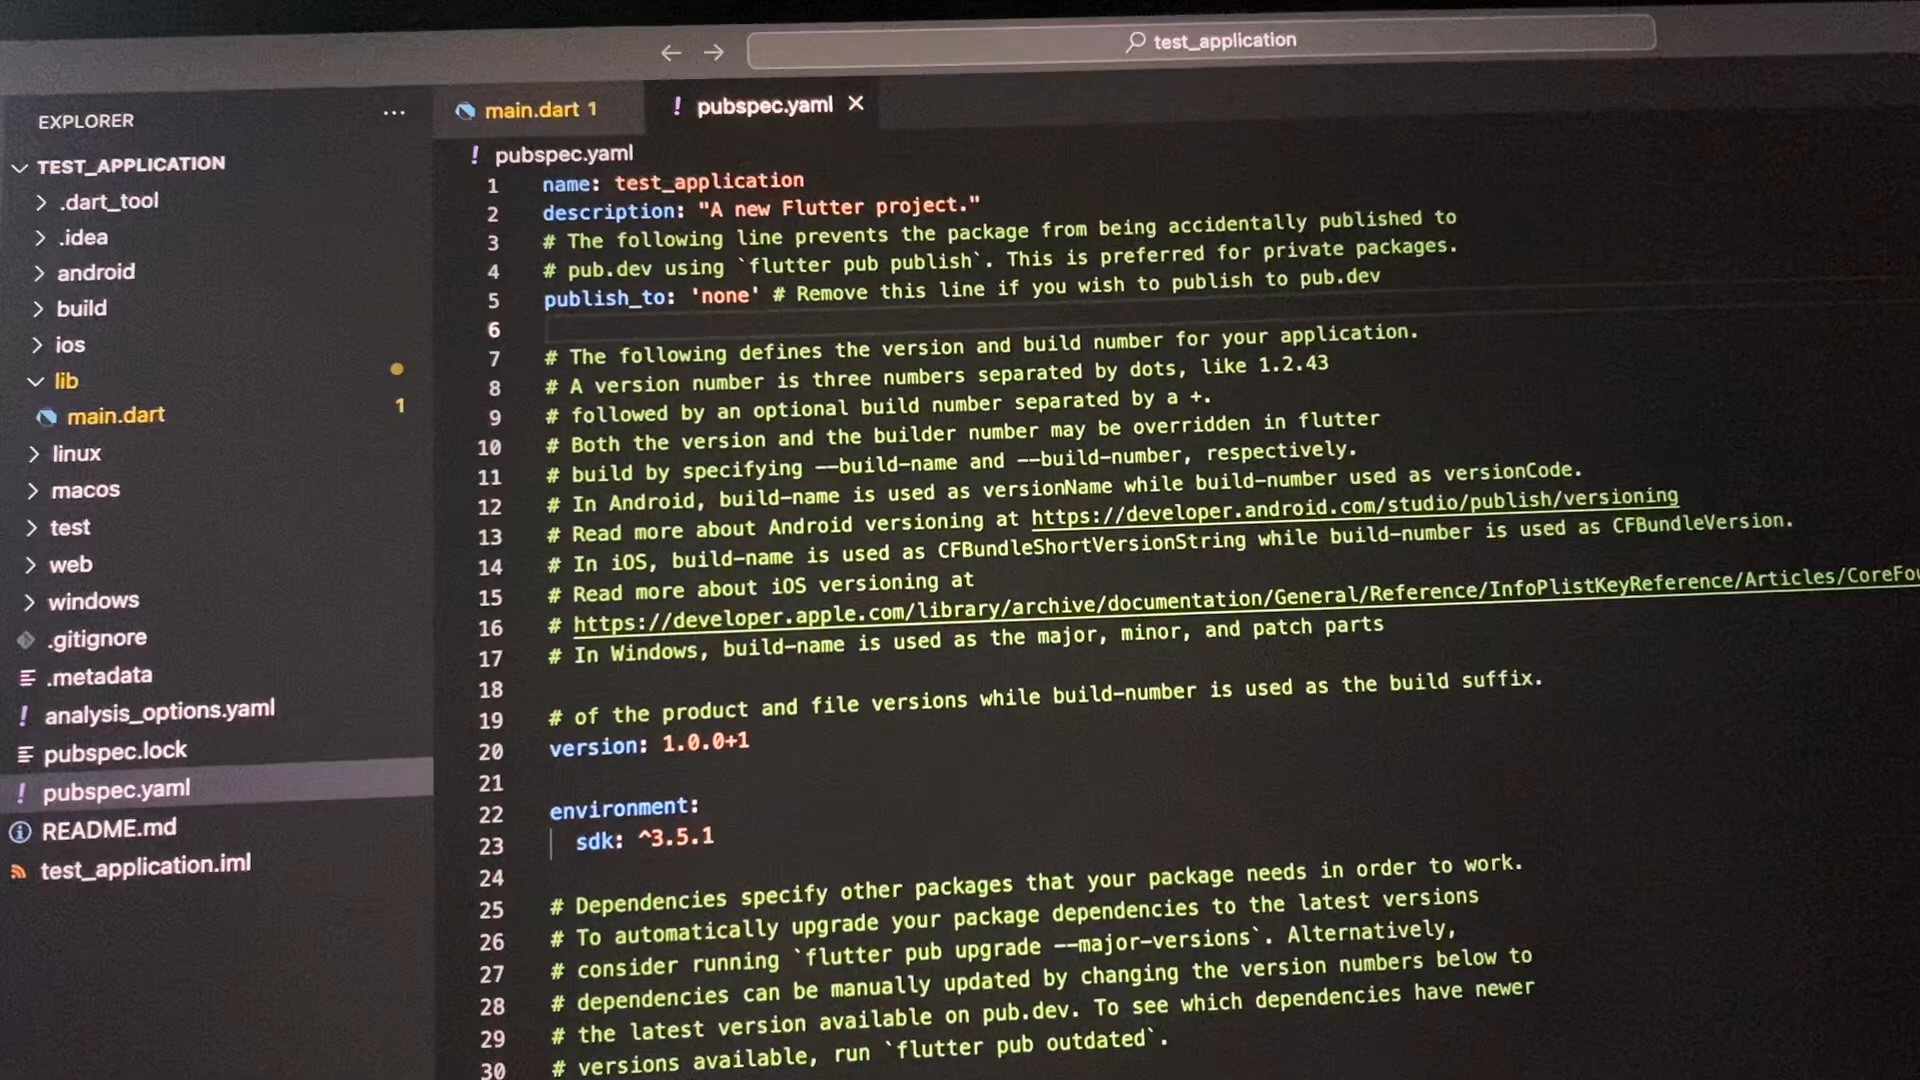 test_application
EXPLORER
...
TEST_APPLICATION
.dart_tool
.idea
android
build
ios
lib
main.dart 1
linux
macos
test
web
windows
.gitignore
.metadata
! analysis_options.yaml
pubspec.lock
! pubspec.yaml
README.md
test_application.iml
main.dart 1
! pubspec.yaml
! pubspec.yaml
1 name: test_application
2 description: "A new Flutter project."
3 # The following line prevents the package from being accidentally published to
4 # pub.dev using `flutter pub publish`. This is preferred for private packages.
5 publish_to: 'none' # Remove this line if you wish to publish to pub.dev
6
7 # The following defines the version and build number for your application.
8 # A version number is three numbers separated by dots, like 1.2.43
9 # followed by an optional build number separated by a +.
10 # Both the version and the builder number may be overridden in flutter
11 # build by specifying --build-name and --build-number, respectively.
12 # In Android, build-name is used as versionName while build-number used as versionCode.
13 # Read more about Android versioning at https://developer.android.com/studio/publish/versioning
14 # In iOS, build-name is used as CFBundleShortVersionString while build-number is used as CFBundleVersion.
15 # Read more about iOS versioning at
16 # https://developer.apple.com/library/archive/documentation/General/Reference/InfoPlistKeyReference/Articles/CoreFou
17 # In Windows, build-name is used as the major, minor, and patch parts
18
19 # of the product and file versions while build-number is used as the build suffix.
20 version: 1.0.0+1
21
22 environment:
23 sdk: ^3.5.1
24
25 # Dependencies specify other packages that your package needs in order to work.
26 # To automatically upgrade your package dependencies to the latest versions
27 # consider running `flutter pub upgrade --major-versions`. Alternatively,
28 # dependencies can be manually updated by changing the version numbers below to
29 # the latest version available on pub.dev. To see which dependencies have newer
30 # versions available, run `flutter pub outdated`.